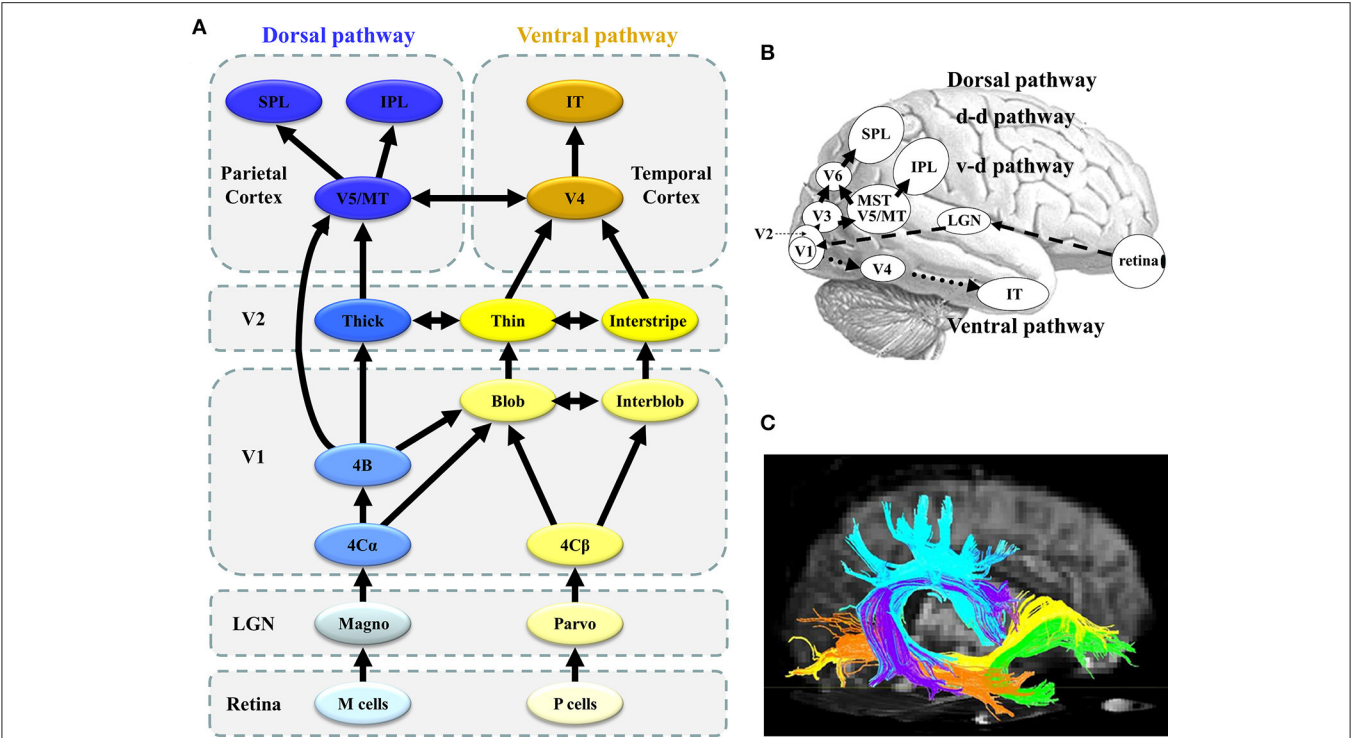 A
Dorsal pathway
Ventral pathway
SPL
IPL
IT
Parietal
Cortex
V5/MT
V4
Temporal
Cortex
V2
Thick
Thin
Interstripe
Blob
Interblob
V1
4B
4Cα
4Cβ
LGN
Magno
Parvo
Retina
M cells
P cells
B
Dorsal pathway
d-d pathway
SPL
v-d pathway
IPL
V6
MST
V3
V5/MT
LGN
V2
V1
retina
V4
IT
Ventral pathway
C